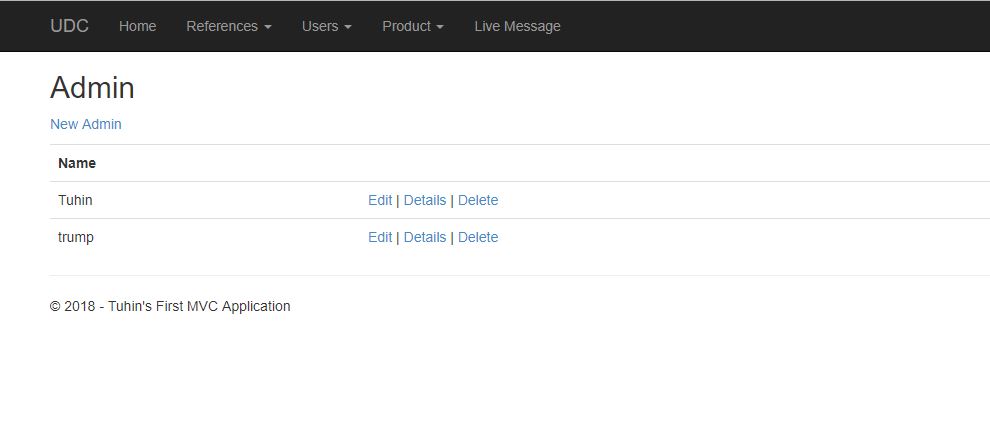 UDC Home References Users Product Live Message
Admin
New Admin
Name
Tuhin Edit | Details | Delete
trump Edit | Details | Delete
© 2018 - Tuhin's First MVC Application